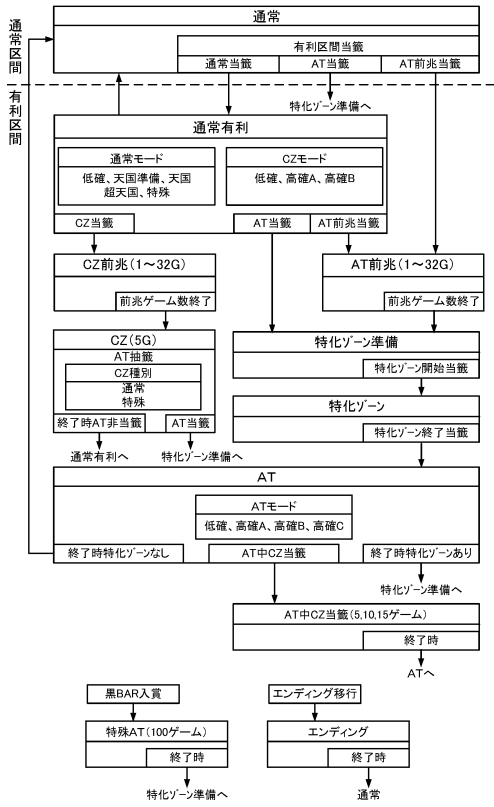 通常
通常区間
有利区間当籤
通常当籤
AT当籤
AT前兆当籤
有利区間
特化ゾーン準備へ
通常有利
通常モード
低確、天国準備、天国
超天国、特殊
CZモード
低確、高確A、高確B
CZ当籤
AT当籤
AT前兆当籤
CZ前兆(1～32G)
前兆ゲーム数終了
AT前兆(1～32G)
前兆ゲーム数終了
CZ(5G)
AT抽籤
CZ種別
通常
特殊
終了時AT非当籤
AT当籤
通常有利へ
特化ゾーン準備へ
特化ゾーン準備
特化ゾーン開始当籤
特化ゾーン
特化ゾーン終了当籤
AT
ATモード
低確、高確A、高確B、高確C
終了時特化ゾーンなし
AT中CZ当籤
終了時特化ゾーンあり
特化ゾーン準備へ
AT中CZ当籤(5,10,15ゲーム)
終了時
ATへ
黒BAR入賞
特殊AT(100ゲーム)
終了時
特化ゾーン準備へ
エンディング移行
エンディング
終了時
通常